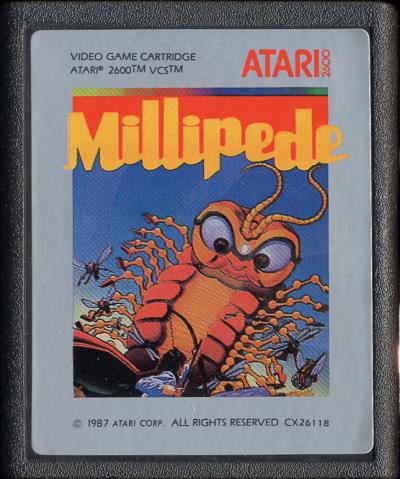 VIDEO GAME CARTRIDGE
ATARI® 2600™ VCS™
ATARI 2600
Millipede
© 1987 ATARI CORP. ALL RIGHTS RESERVED CX26118